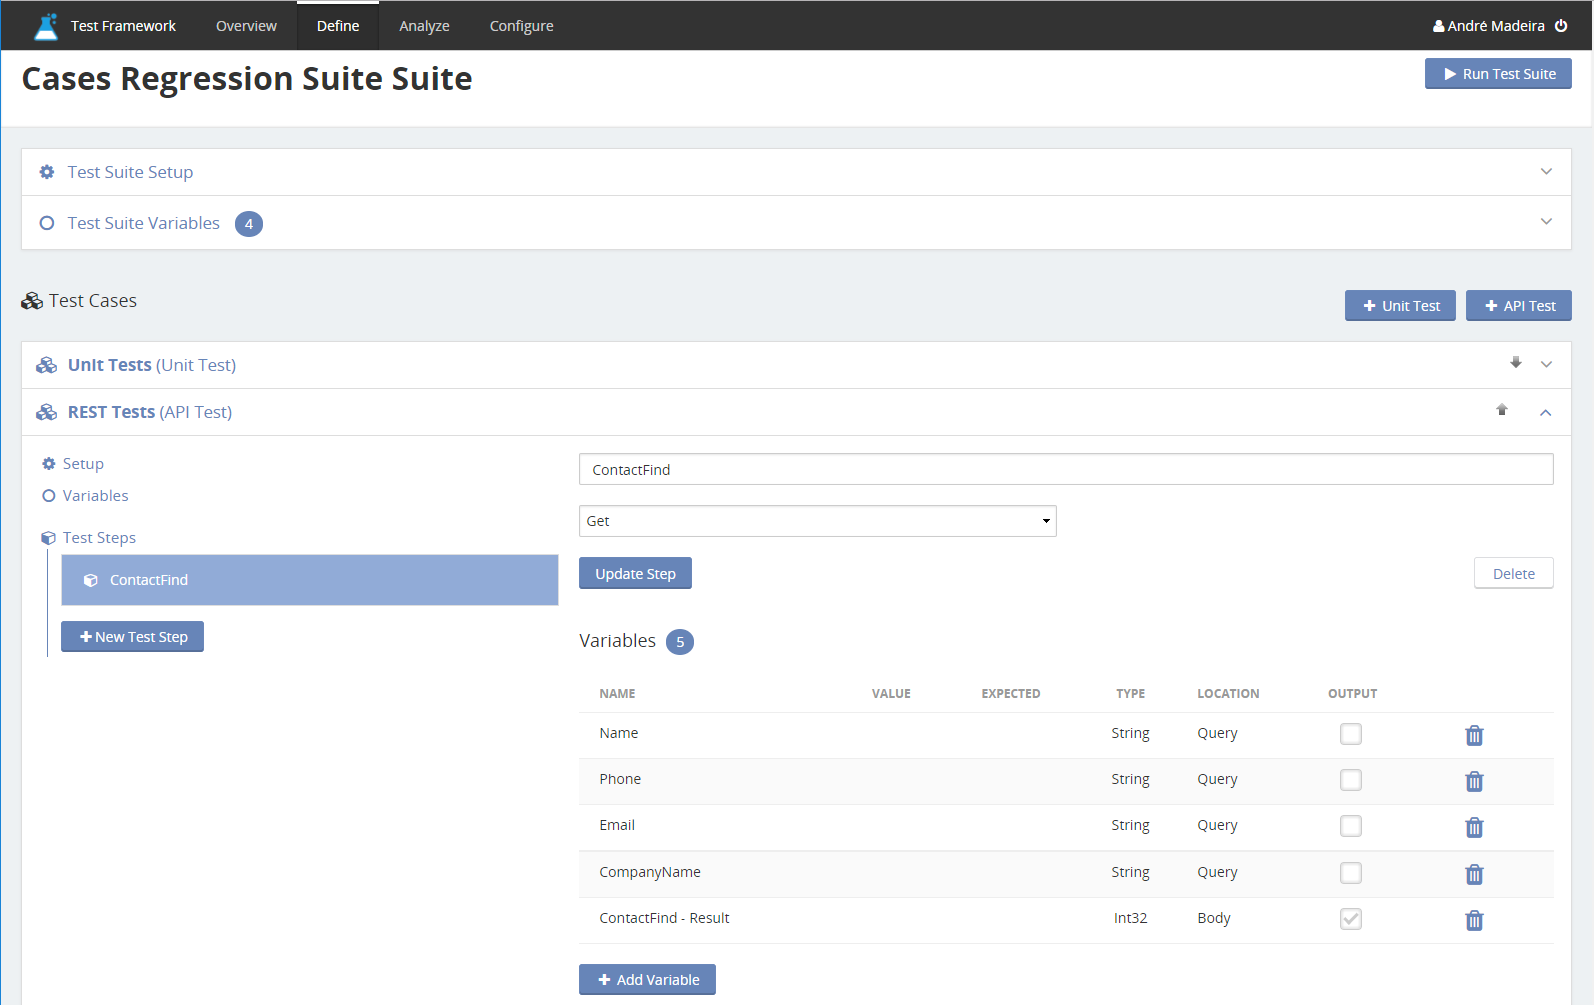 Test Framework Overview Define Analyze Configure André Madeira
Cases Regression Suite Suite
Run Test Suite
Test Suite Setup
Test Suite Variables 4
Test Cases
Unit Test API Test
Unit Tests (Unit Test)
REST Tests (API Test)
Setup
Variables
Test Steps
ContactFind
New Test Step
ContactFind
Get
Update Step Delete
Variables 5
NAME VALUE EXPECTED TYPE LOCATION OUTPUT
Name String Query
Phone String Query
Email String Query
CompanyName String Query
ContactFind - Result Int32 Body
Add Variable